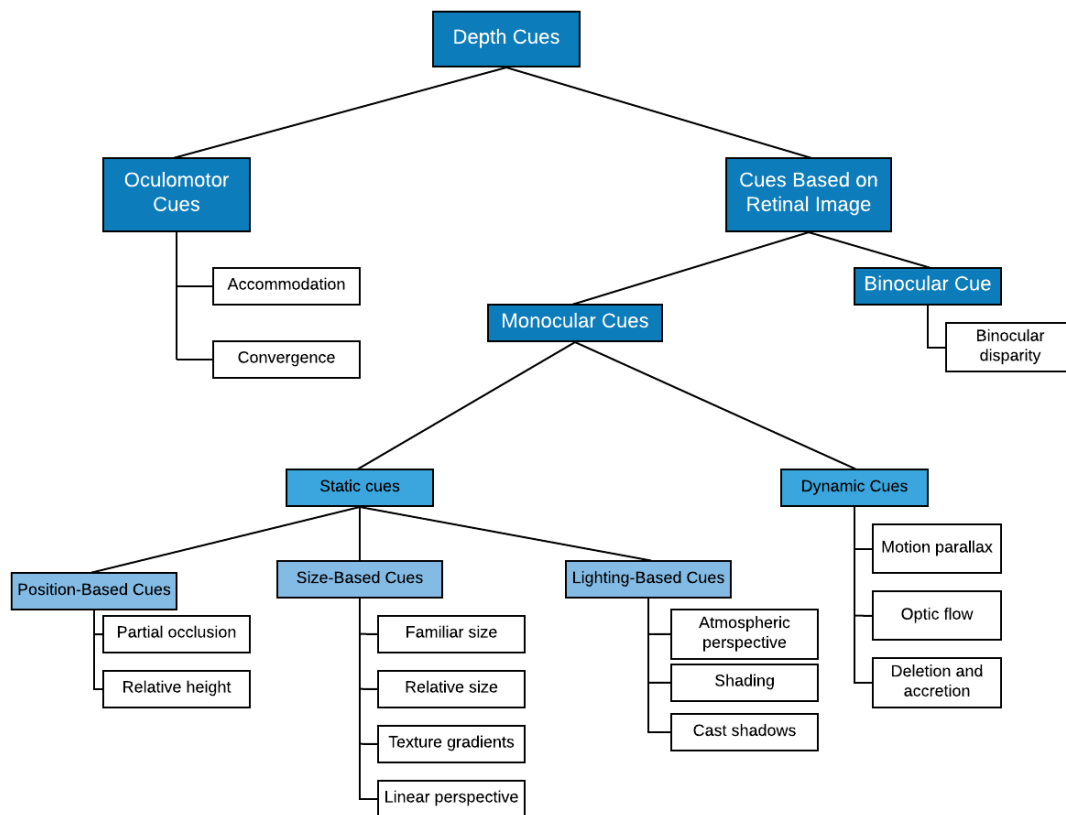 Depth Cues
Oculomotor
Cues
Cues Based on
Retinal Image
Accommodation
Convergence
Binocular Cue
Binocular
disparity
Monocular Cues
Static cues
Dynamic Cues
Position-Based Cues
Partial occlusion
Relative height
Size-Based Cues
Familiar size
Relative size
Texture gradients
Linear perspective
Lighting-Based Cues
Atmospheric
perspective
Shading
Cast shadows
Motion parallax
Optic flow
Deletion and
accretion